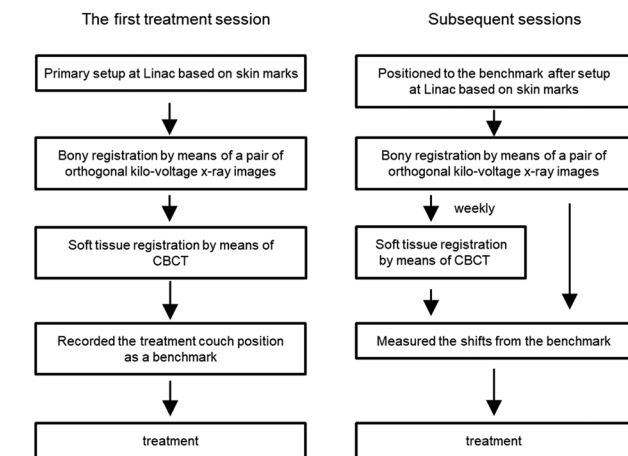 The first treatment session
Primary setup at Linac based on skin marks
Bony registration by means of a pair of
orthogonal kilo-voltage x-ray images
Soft tissue registration by means of
CBCT
Recorded the treatment couch position
as a benchmark
treatment
Subsequent sessions
Positioned to the benchmark after setup
at Linac based on skin marks
Bony registration by means of a pair of
orthogonal kilo-voltage x-ray images
weekly
Soft tissue registration
by means of CBCT
Measured the shifts from the benchmark
treatment